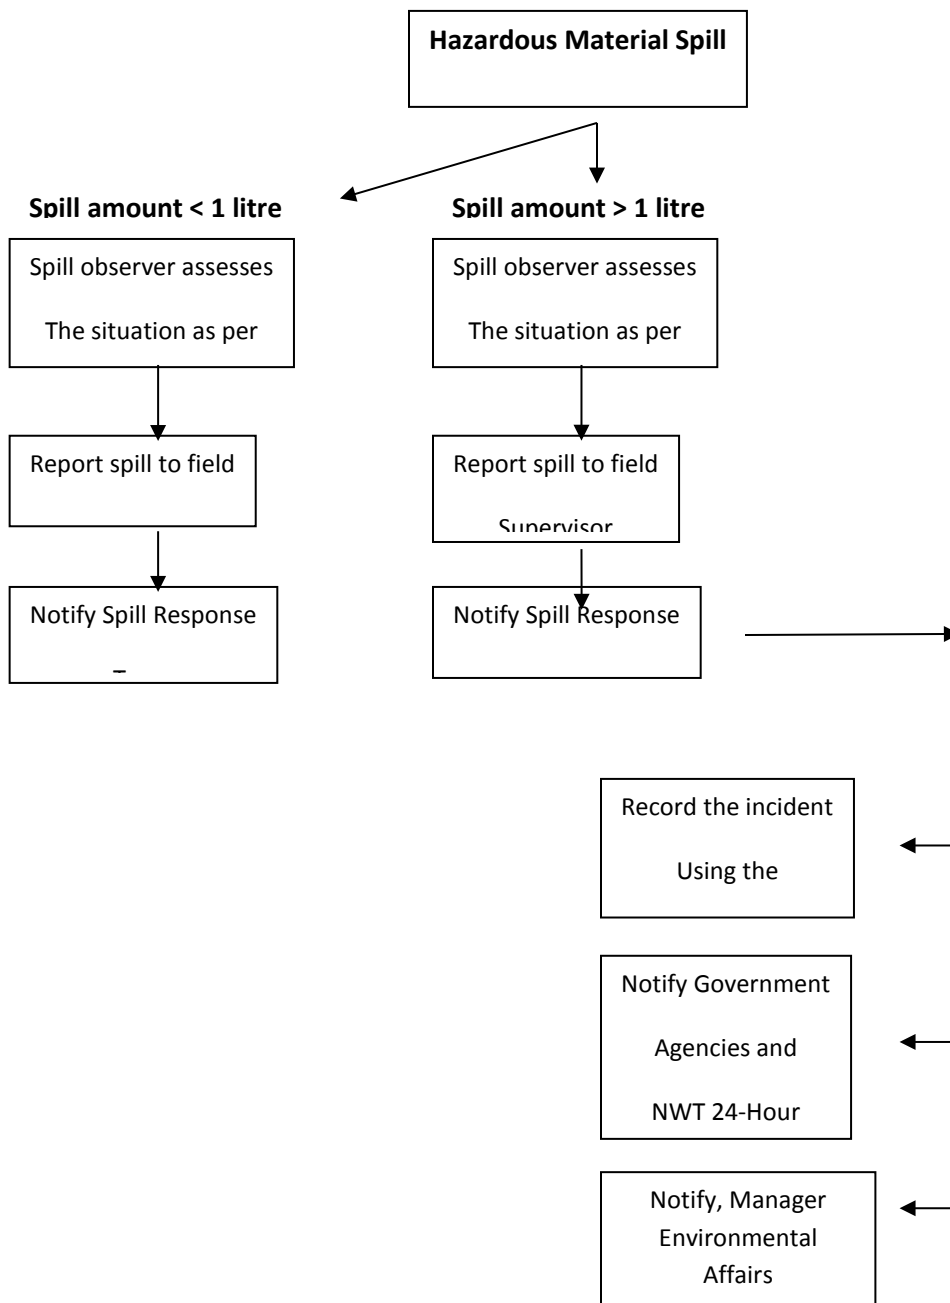 Hazardous Material Spill
Spill amount < 1 litre
Spill observer assesses
The situation as per
Report spill to field
Notify Spill Response
Spill amount > 1 litre
Spill observer assesses
The situation as per
Report spill to field
Supervisor
Notify Spill Response
Record the incident
Using the
Notify Government
Agencies and
NWT 24-Hour
Notify, Manager
Environmental
Affairs